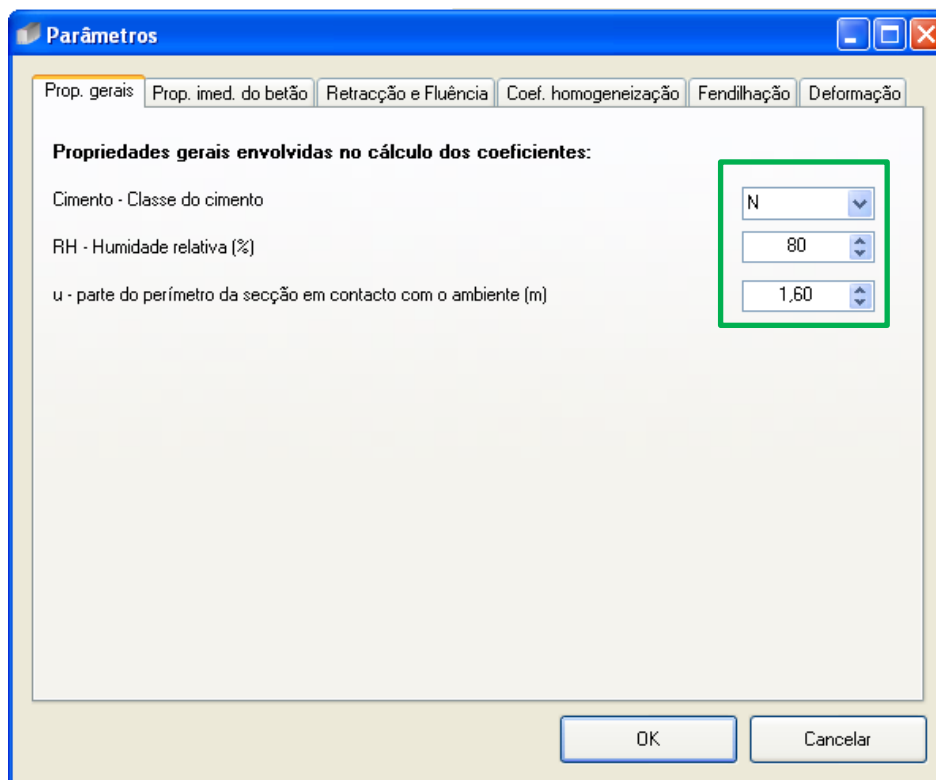 Parâmetros
Prop. gerais Prop. imed. do betão Retracção e Fluência Coef. homogeneização Fendilhação Deformação
Propriedades gerais envolvidas no cálculo dos coeficientes:
Cimento - Classe do cimento N
RH - Humidade relativa (%) 80
u - parte do perímetro da secção em contacto com o ambiente (m) 1,60
OK Cancelar